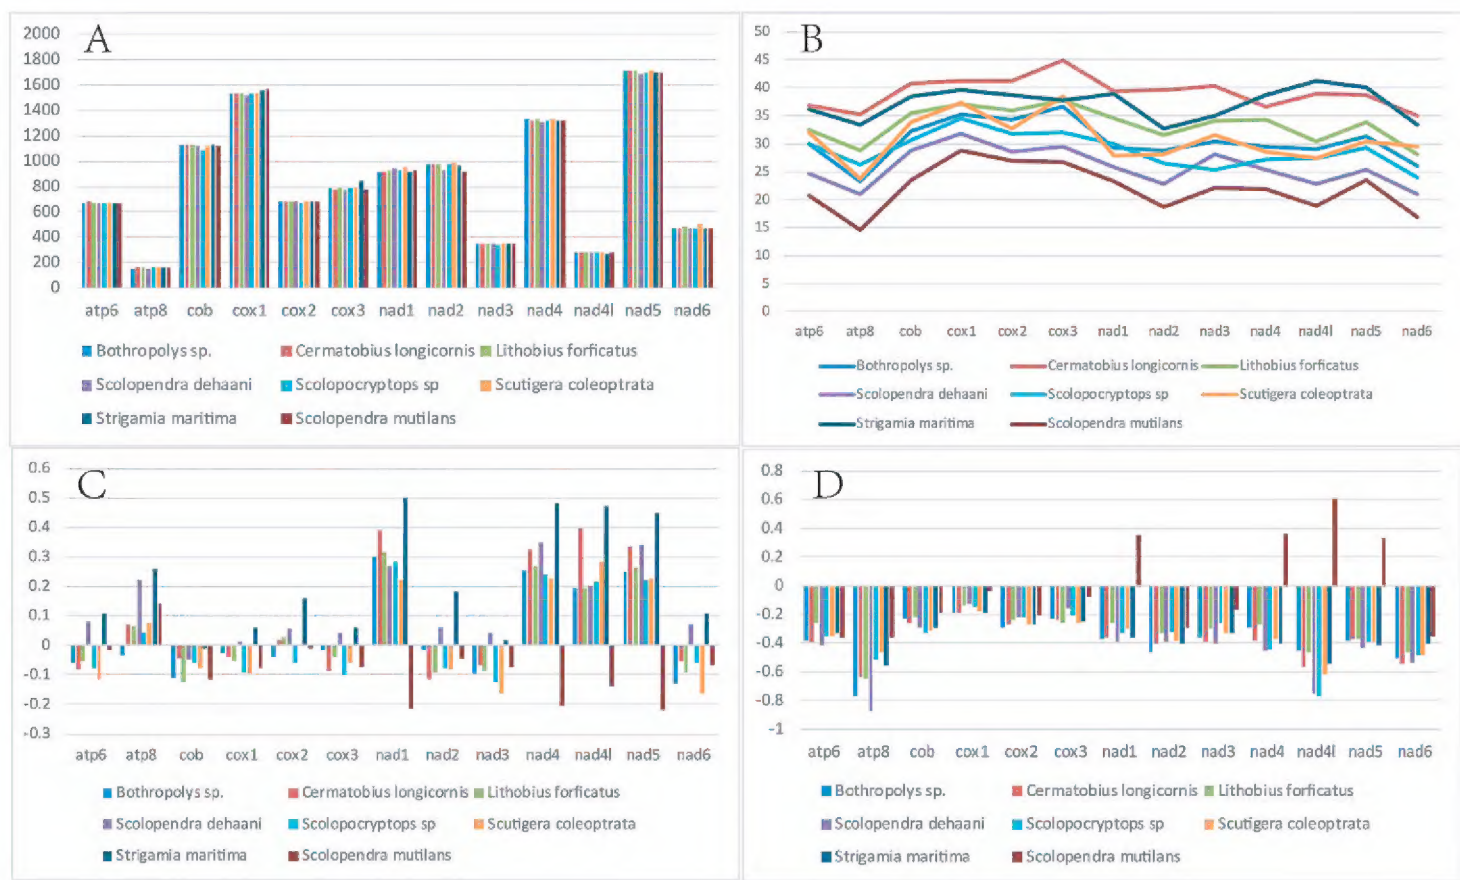 A
2000
1800
1600
1400
1200
1000
800
600
400
200
0
atp6 atp8 cob cox1 cox2 cox3 nad1 nad2 nad3 nad4 nad4l nad5 nad6
Bothropolys sp. Cermatobius longicornis Lithobius forficatus
Scolopendra dehaani Scolopocryptops sp Scutigera coleoptrata
Strigamia maritima Scolopendra mutilans
B
50
45
40
35
30
25
20
15
10
5
0
atp6 atp8 cob cox1 cox2 cox3 nad1 nad2 nad3 nad4 nad4l nad5 nad6
Bothropolys sp. Cermatobius longicornis Lithobius forficatus
Scolopendra dehaani Scolopocryptops sp Scutigera coleoptrata
Strigamia maritima Scolopendra mutilans
C
0.6
0.5
0.4
0.3
0.2
0.1
0
-0.1
-0.2
-0.3
atp6 atp8 cob cox1 cox2 cox3 nad1 nad2 nad3 nad4 nad4l nad5 nad6
Bothropolys sp. Cermatobius longicornis Lithobius forficatus
Scolopendra dehaani Scolopocryptops sp Scutigera coleoptrata
Strigamia maritima Scolopendra mutilans
D
0.8
0.6
0.4
0.2
0
-0.2
-0.4
-0.6
-0.8
-1
atp6 atp8 cob cox1 cox2 cox3 nad1 nad2 nad3 nad4 nad4l nad5 nad6
Bothropolys sp. Cermatobius longicornis Lithobius forficatus
Scolopendra dehaani Scolopocryptops sp Scutigera coleoptrata
Strigamia maritima Scolopendra mutilans